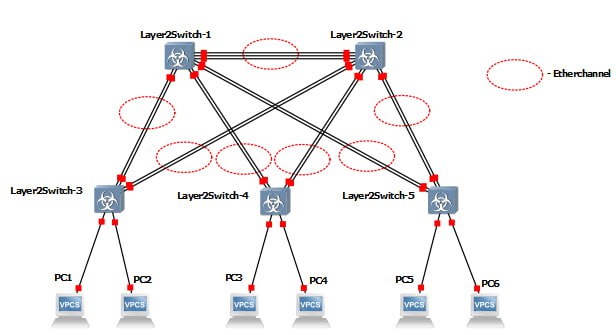 Layer2Switch-1
Layer2Switch-2
- Etherchannel
Layer2Switch-3
Layer2Switch-4
Layer2Switch-5
PC1
PC2
PC3
PC4
PC5
PC6
VPCS
VPCS
VPCS
VPCS
VPCS
VPCS